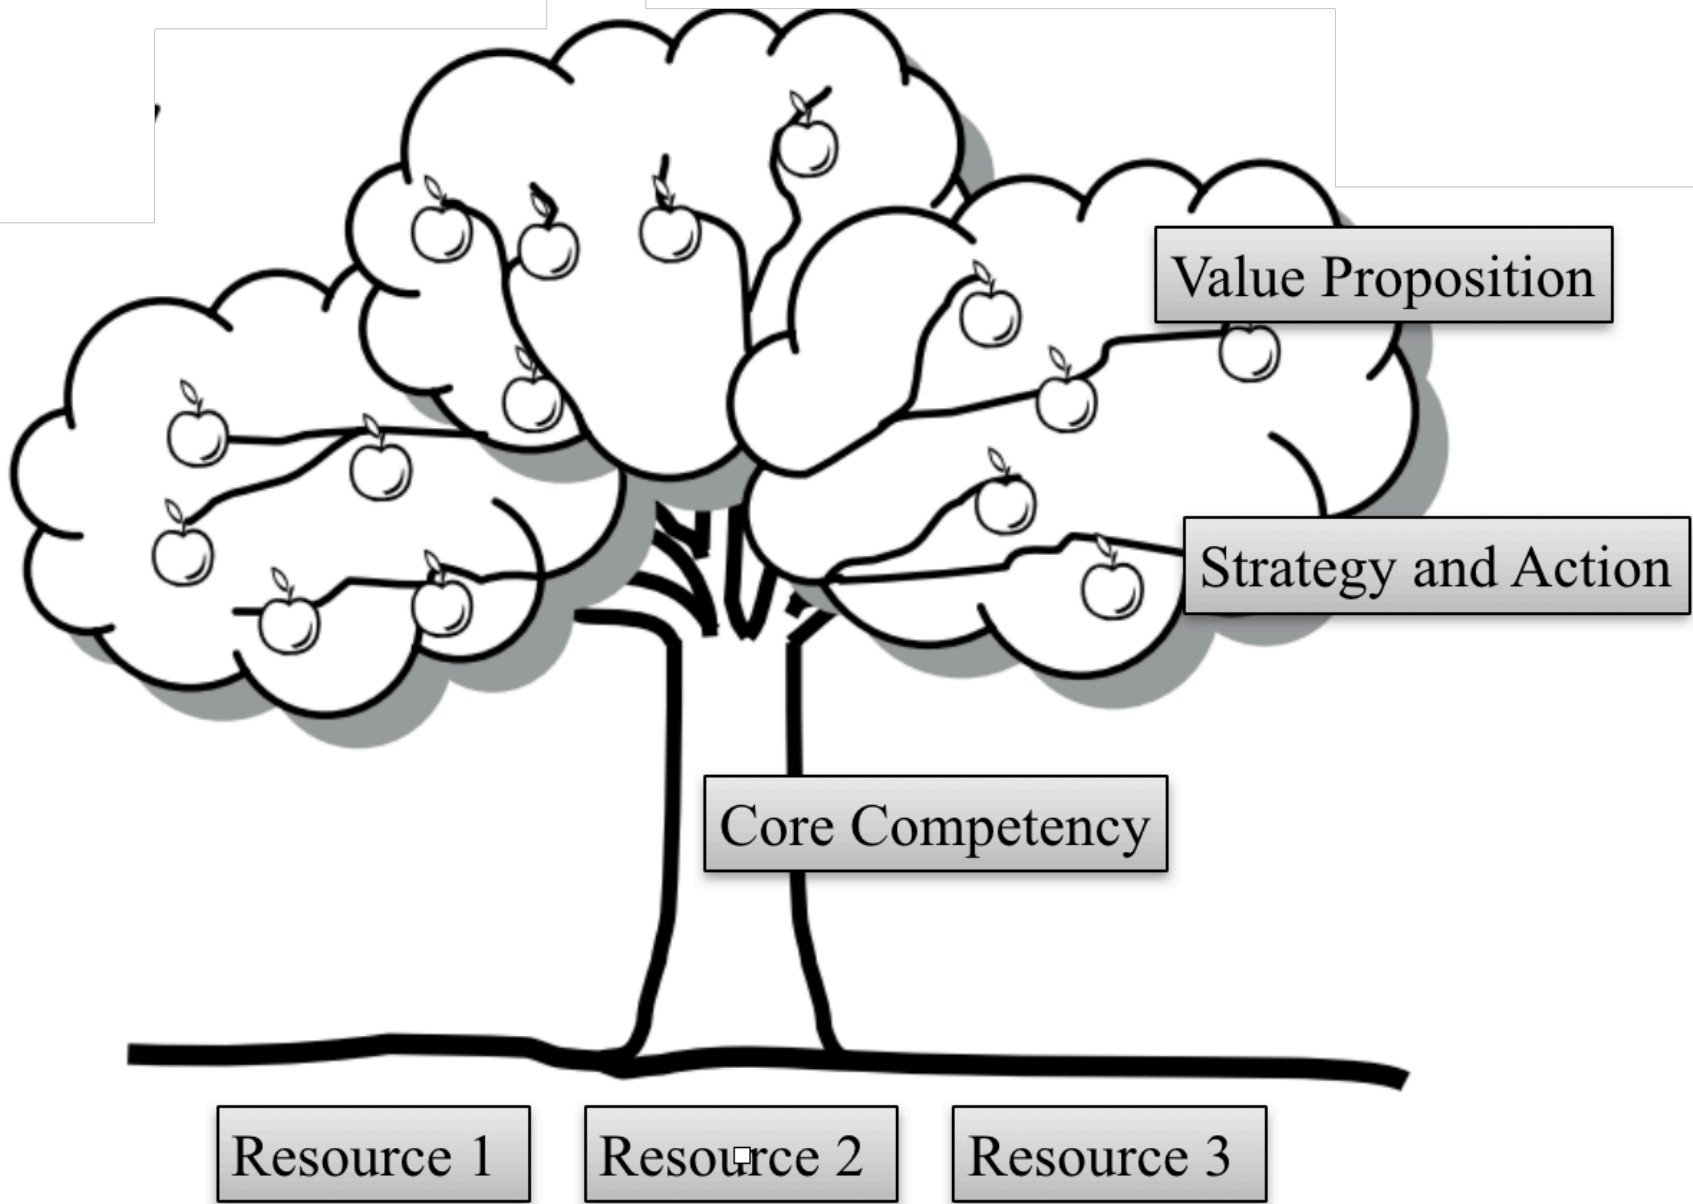 Value Proposition
Strategy and Action
Core Competency
Resource 1
Resource 2
Resource 3